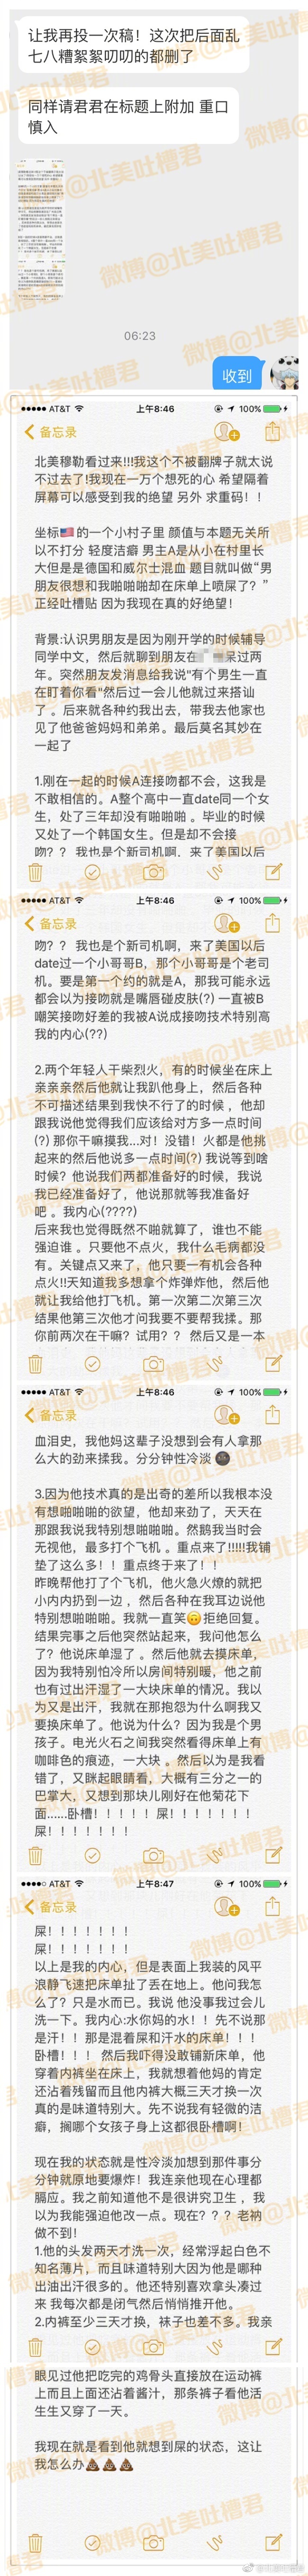 让我再投一次稿！这次把后面乱
七八糟絮絮叨叨的都删了
同样请君君在标题上附加 重口
慎入
06:23
收到
AT&T 上午8:46 100%
备忘录
北美穆勒看过来!!!我这个不被翻牌子就太说
不过去了!我现在一万个想死的心 希望隔着
屏幕可以感受到我的绝望 另外 求重码！！
坐标🇺🇸的一个小村子里 颜值与本题无关所
以不打分 轻度洁癖 男主A是从小在村里长
大但是是德国和威尔士混血 题目就叫做“男
朋友很想和我啪啪啪却在床单上喷屎了？”
正经吐槽贴 因为我现在真的好绝望！
背景:认识男朋友是因为刚开学的时候辅导
同学中文，然后就聊到朋友在
过两
年。突然朋友发消息给我说"有个男生一直
在盯着你看"然后过一会儿他就过来搭讪
了 。后来就各种约我出去，带我去他家也
见了他爸爸妈妈和弟弟。最后莫名其妙在
一起了
1.刚在一起的时候A连接吻都不会，这我是
不敢相信的。A整个高中一直date同一个女
生，处了三年却没有啪啪啪 。毕业的时候
又处了一个韩国女生。但是却不会接
吻？？ 我也是个新司机啊，来了美国以后
AT&T 上午8:46 100%
备忘录
吻？？ 我也是个新司机啊，来了美国以后
date过一个小哥哥B，那个小哥哥是个老司
机。要是第一个约的就是A，那我可能永远
都会以为接吻就是嘴唇碰皮肤(?) 一直被B
嘲笑接吻好差的我被A说成接吻技术特别高
我的内心(??)
2.两个年轻人干柴烈火，有的时候坐在床上
亲亲亲然后他就让我趴他身上，然后各种
不可描述结果到我快不行了的时候 ，他却
跟我说他觉得我们应该给对方多一点时间
(?) 那你干嘛摸我...对！没错！火都是他挑
起来的然后他说多一点时间(?) 我说等到啥
时候？他说我们两都准备好的时候，我说
我已经准备好了，他说那就等我准备好
吧 。我内心(????)
后来我也觉得既然不啪就算了，谁也不能
强迫谁 。只要他不点火，我什么毛病都没
有。关键点又来了，他只要一有机会各种
点火!!天知道我多想拿个炸弹炸他，然后他
就让我给他打飞机。第一次第二次第三次
结果他第三次他才问我要不要帮我揉。那
你前两次在干嘛？试用？？ 然后又是一本
AT&T 上午8:46 100%
备忘录
血泪史，我他妈这辈子没想到会有人拿那
么大的劲来揉我。分分钟性冷淡 🌚
3.因为他技术真的是出奇的差所以我根本没
有想啪啪啪的欲望，他却来劲了，天天在
那跟我说我特别想啪啪啪。然鹅我当时会
无视他，最多打个飞机 。重点来了!!!!!我铺
垫了这么多！重点终于来了！！
昨晚帮他打了个飞机，他火急火燎的就把
小内内扔到一边 ，然后各种在我耳边说他
特别想啪啪啪。我就一直笑🙃拒绝回复。
结果完事之后他突然站起来，我问他怎么
了？他说床单湿了 。然后他就去摸床单，
因为我特别怕冷所以房间特别暖，他之前
也有过出汗湿了一大块床单的情况。我以
为又是出汗，我就在那抱怨为什么啊我又
要换床单了。他说为什么？因为我是个男
孩子。电光火石之间我突然看得床单上有
咖啡色的痕迹，一大块 。然后以为是我看
错了，又眯起眼睛看，大概有三分之一的
巴掌大，又想到那块儿刚好在他菊花下
面......卧槽！！！！！屎！！！！！！！
屎！！！！！！！
AT&T 上午8:47 100%
备忘录
屎！！！！！！！
屎！！！！！！！
以上是我的内心，但是表面上我装的风平
浪静飞速把床单扯了丢在地上。他问我怎
么了？只是水而已。我说 他没事我过会儿
洗一下。我内心:水你妈的水！！先不说那
是汗！！那是混着屎和汗水的床单！！！
卧槽！！！ 然后我吓得没敢铺新床单，他
穿着内裤坐在床上，我就想着他妈的肯定
还沾着残留而且他内裤大概三天才换一次
真的是味道特别大。先不说我有轻微的洁
癖，搁哪个女孩子身上这都很卧槽啊！
现在我的状态就是性冷淡加想到那件事分
分钟就原地要爆炸！我连亲他现在心理都
膈应。我之前知道他不是很讲究卫生 ，我
以为我能强迫他改一点。现在？？？老衲
做不到！
1.他的头发两天才洗一次，经常浮起白色不
知名薄片，而且味道特别大因为他是哪种
出油出汗很多的。他还特别喜欢拿头凑过
来 我每次都是闭气然后悄悄推开他。
2.内裤至少三天才换，袜子也差不多。我亲
眼见过他把吃完的鸡骨头直接放在运动裤
上而且上面还沾着酱汁，那条裤子看他活
生生又穿了一天。
我现在就是看到他就想到屎的状态，这让
我怎么办💩💩💩
微博@北美吐槽君